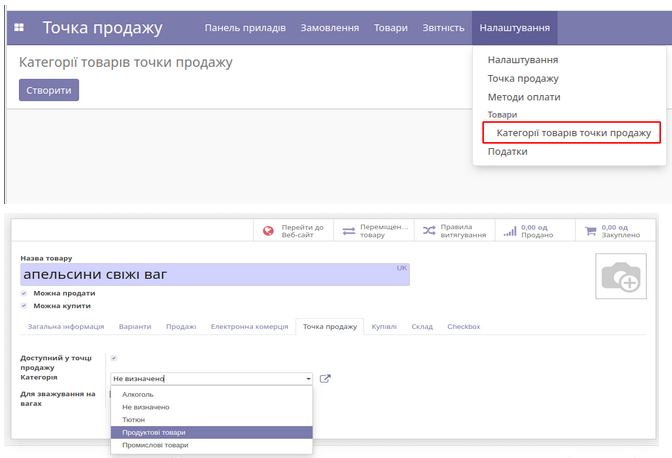 Точка продажу
Панель приладів
Замовлення
Товари
Звітність
Налаштування
Категорії товарів точки продажу
Створити
Налаштування
Точка продажу
Методи оплати
Товари
Категорії товарів точки продажу
Податки
Перейти до
Веб-сайт
Переміщен...
товару
Правила
витягування
0,00 од
Продано
0,00 од
Закуплено
Назва товару
апельсини свіжі ваг
UK
Можна продати
Можна купити
Загальна інформація
Варіанти
Продажі
Електронна комерція
Точка продажу
Купівлі
Склад
Checkbox
Доступний у точці
продажу
Категорія
Не визначено
Для зважування на
вагах
Алкоголь
Не визначено
Тютюн
Продуктові товари
Промислові товари